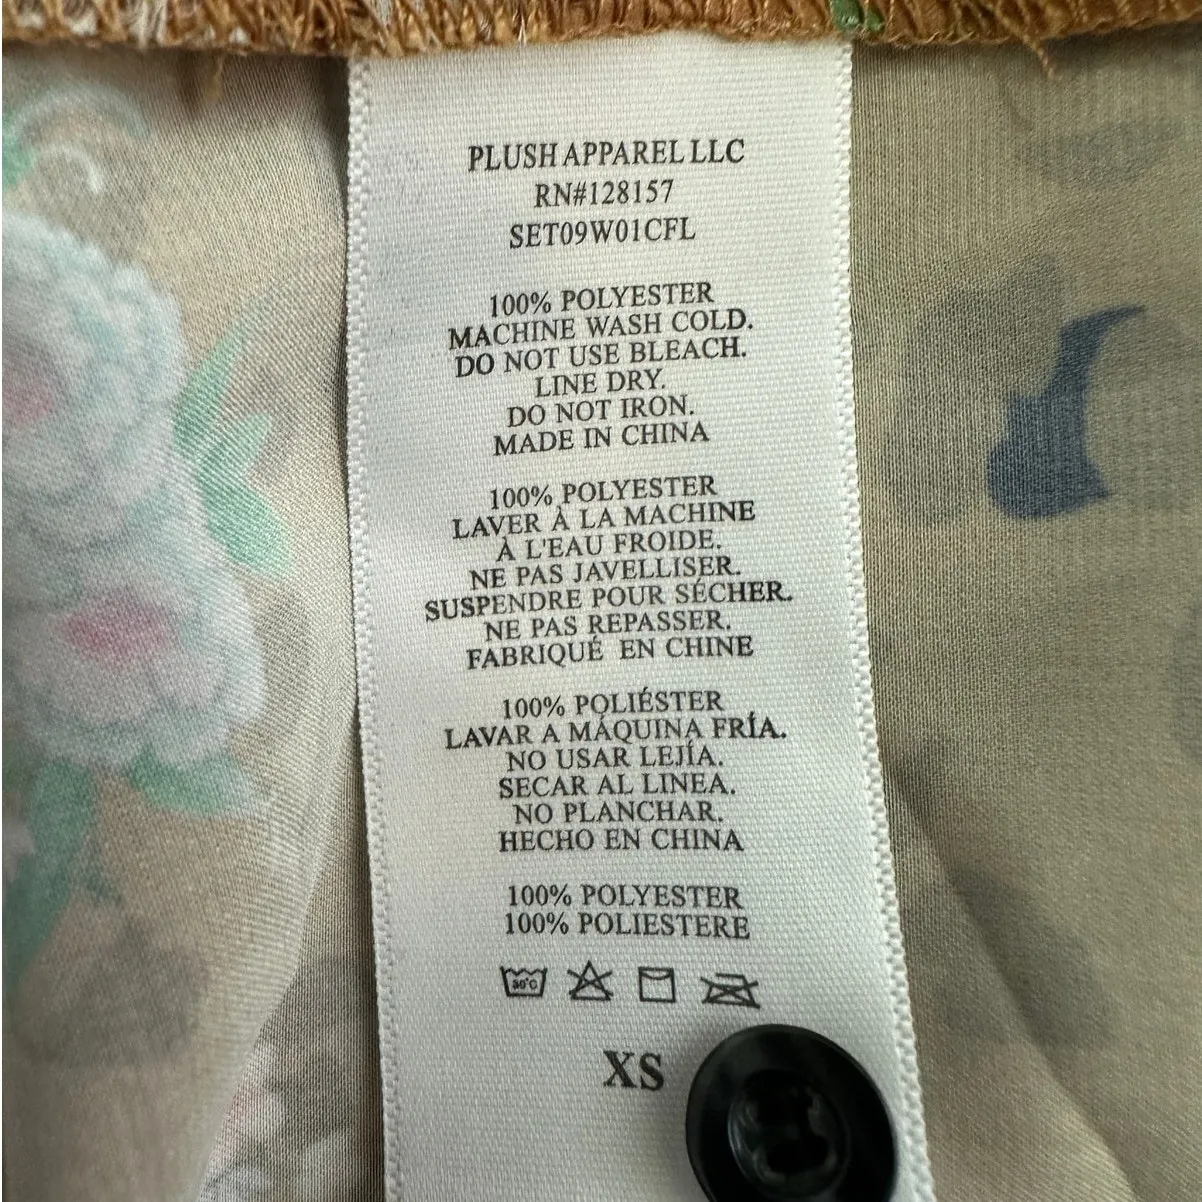 PLUSH APPAREL LLC
RN#128157
SET09W01CFL
100% POLYESTER
MACHINE WASH COLD.
DO NOT USE BLEACH.
LINE DRY.
DO NOT IRON.
MADE IN CHINA
100% POLYESTER
LAVER À LA MACHINE
À L'EAU FROIDE.
NE PAS JAVELLISER.
SUSPENDRE POUR SÉCHER.
NE PAS REPASSER.
FABRIQUÉ EN CHINE
100% POLIÉSTER
LAVAR A MÁQUINA FRÍA.
NO USAR LEJÍA.
SECAR AL LINEA.
NO PLANCHAR.
HECHO EN CHINA
100% POLYESTER
100% POLIESTERE
30°C
XS